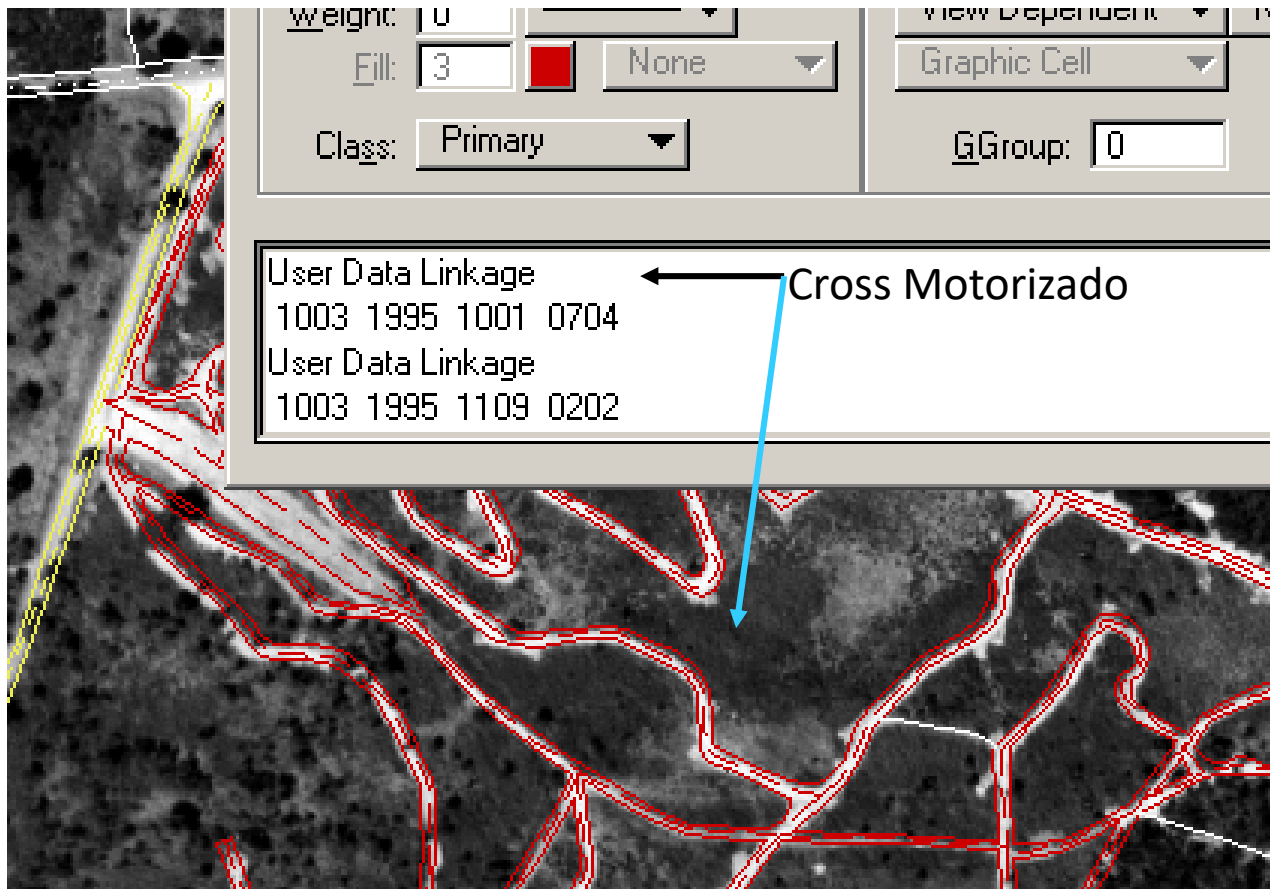 Weight: 0
View Dependent
Fill: 3 None
Graphic Cell
Class: Primary
GGroup: 0
User Data Linkage
1003 1995 1001 0704
User Data Linkage
1003 1995 1109 0202
Cross Motorizado